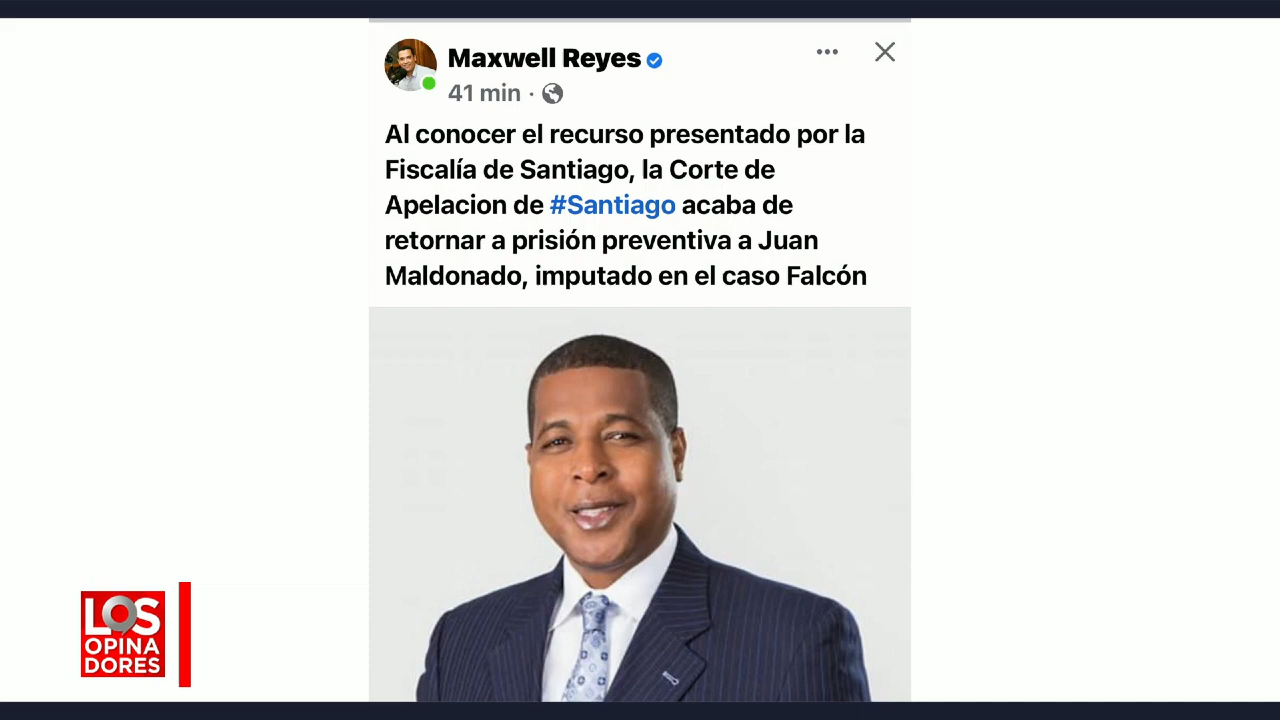 Maxwell Reyes
41 min ·
Al conocer el recurso presentado por la
Fiscalía de Santiago, la Corte de
Apelacion de #Santiago acaba de
retornar a prisión preventiva a Juan
Maldonado, imputado en el caso Falcón
LOS
OPINA
DORES